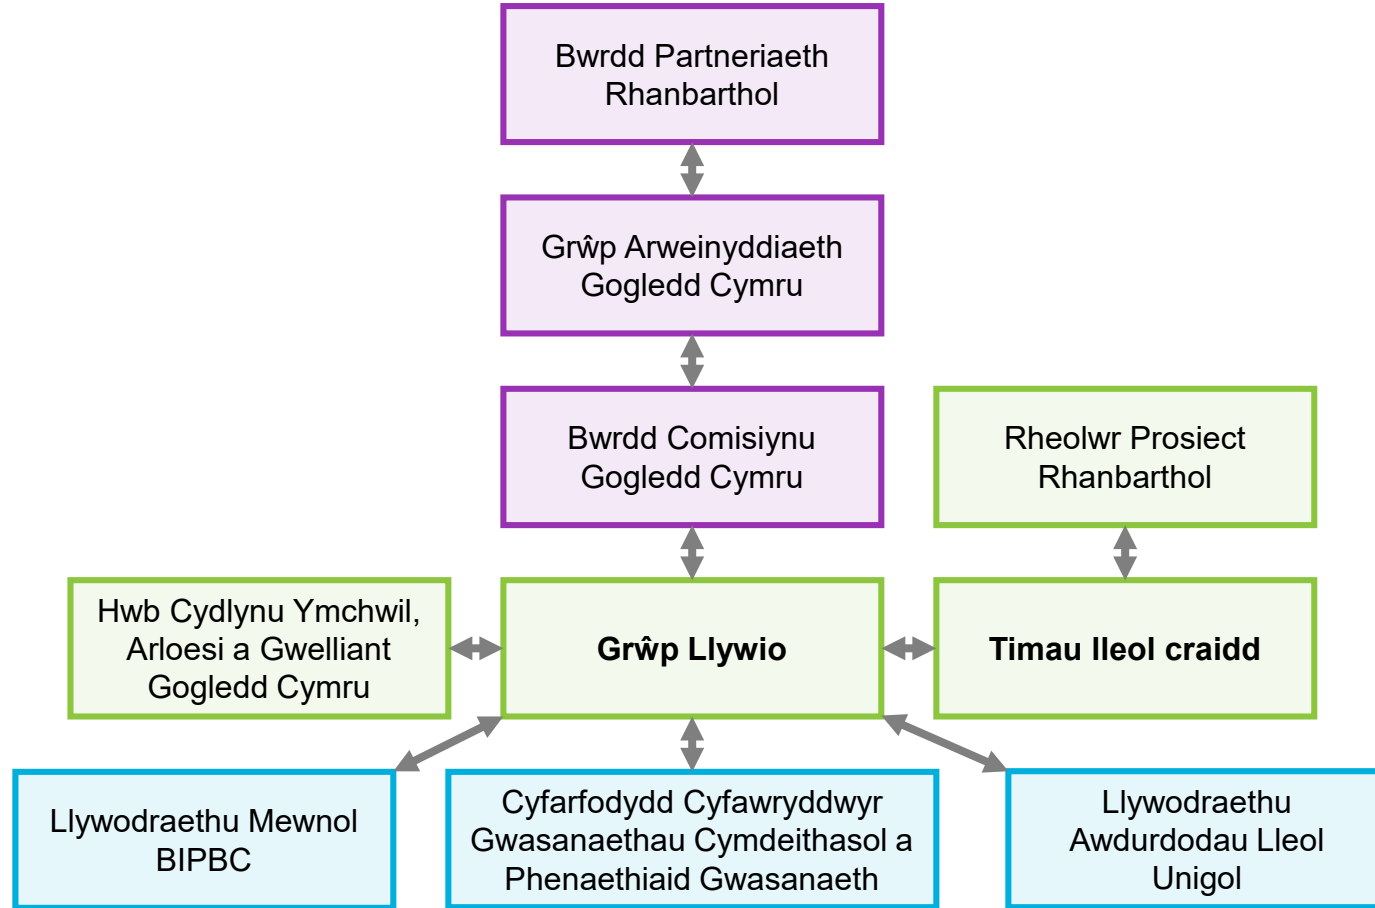 Bwrdd Partneriaeth
Rhanbarthol
Grŵp Arweinyddiaeth
Gogledd Cymru
Bwrdd Comisiynu
Gogledd Cymru
Rheolwr Prosiect
Rhanbarthol
Hwb Cydlynu Ymchwil,
Arloesi a Gwelliant
Gogledd Cymru
Grŵp Llywio
Timau lleol craidd
Llywodraethu Mewnol
BIPBC
Cyfarfodydd Cyfawryddwyr
Gwasanaethau Cymdeithasol a
Phenaethiaid Gwasanaeth
Llywodraethu
Awdurdodau Lleol
Unigol